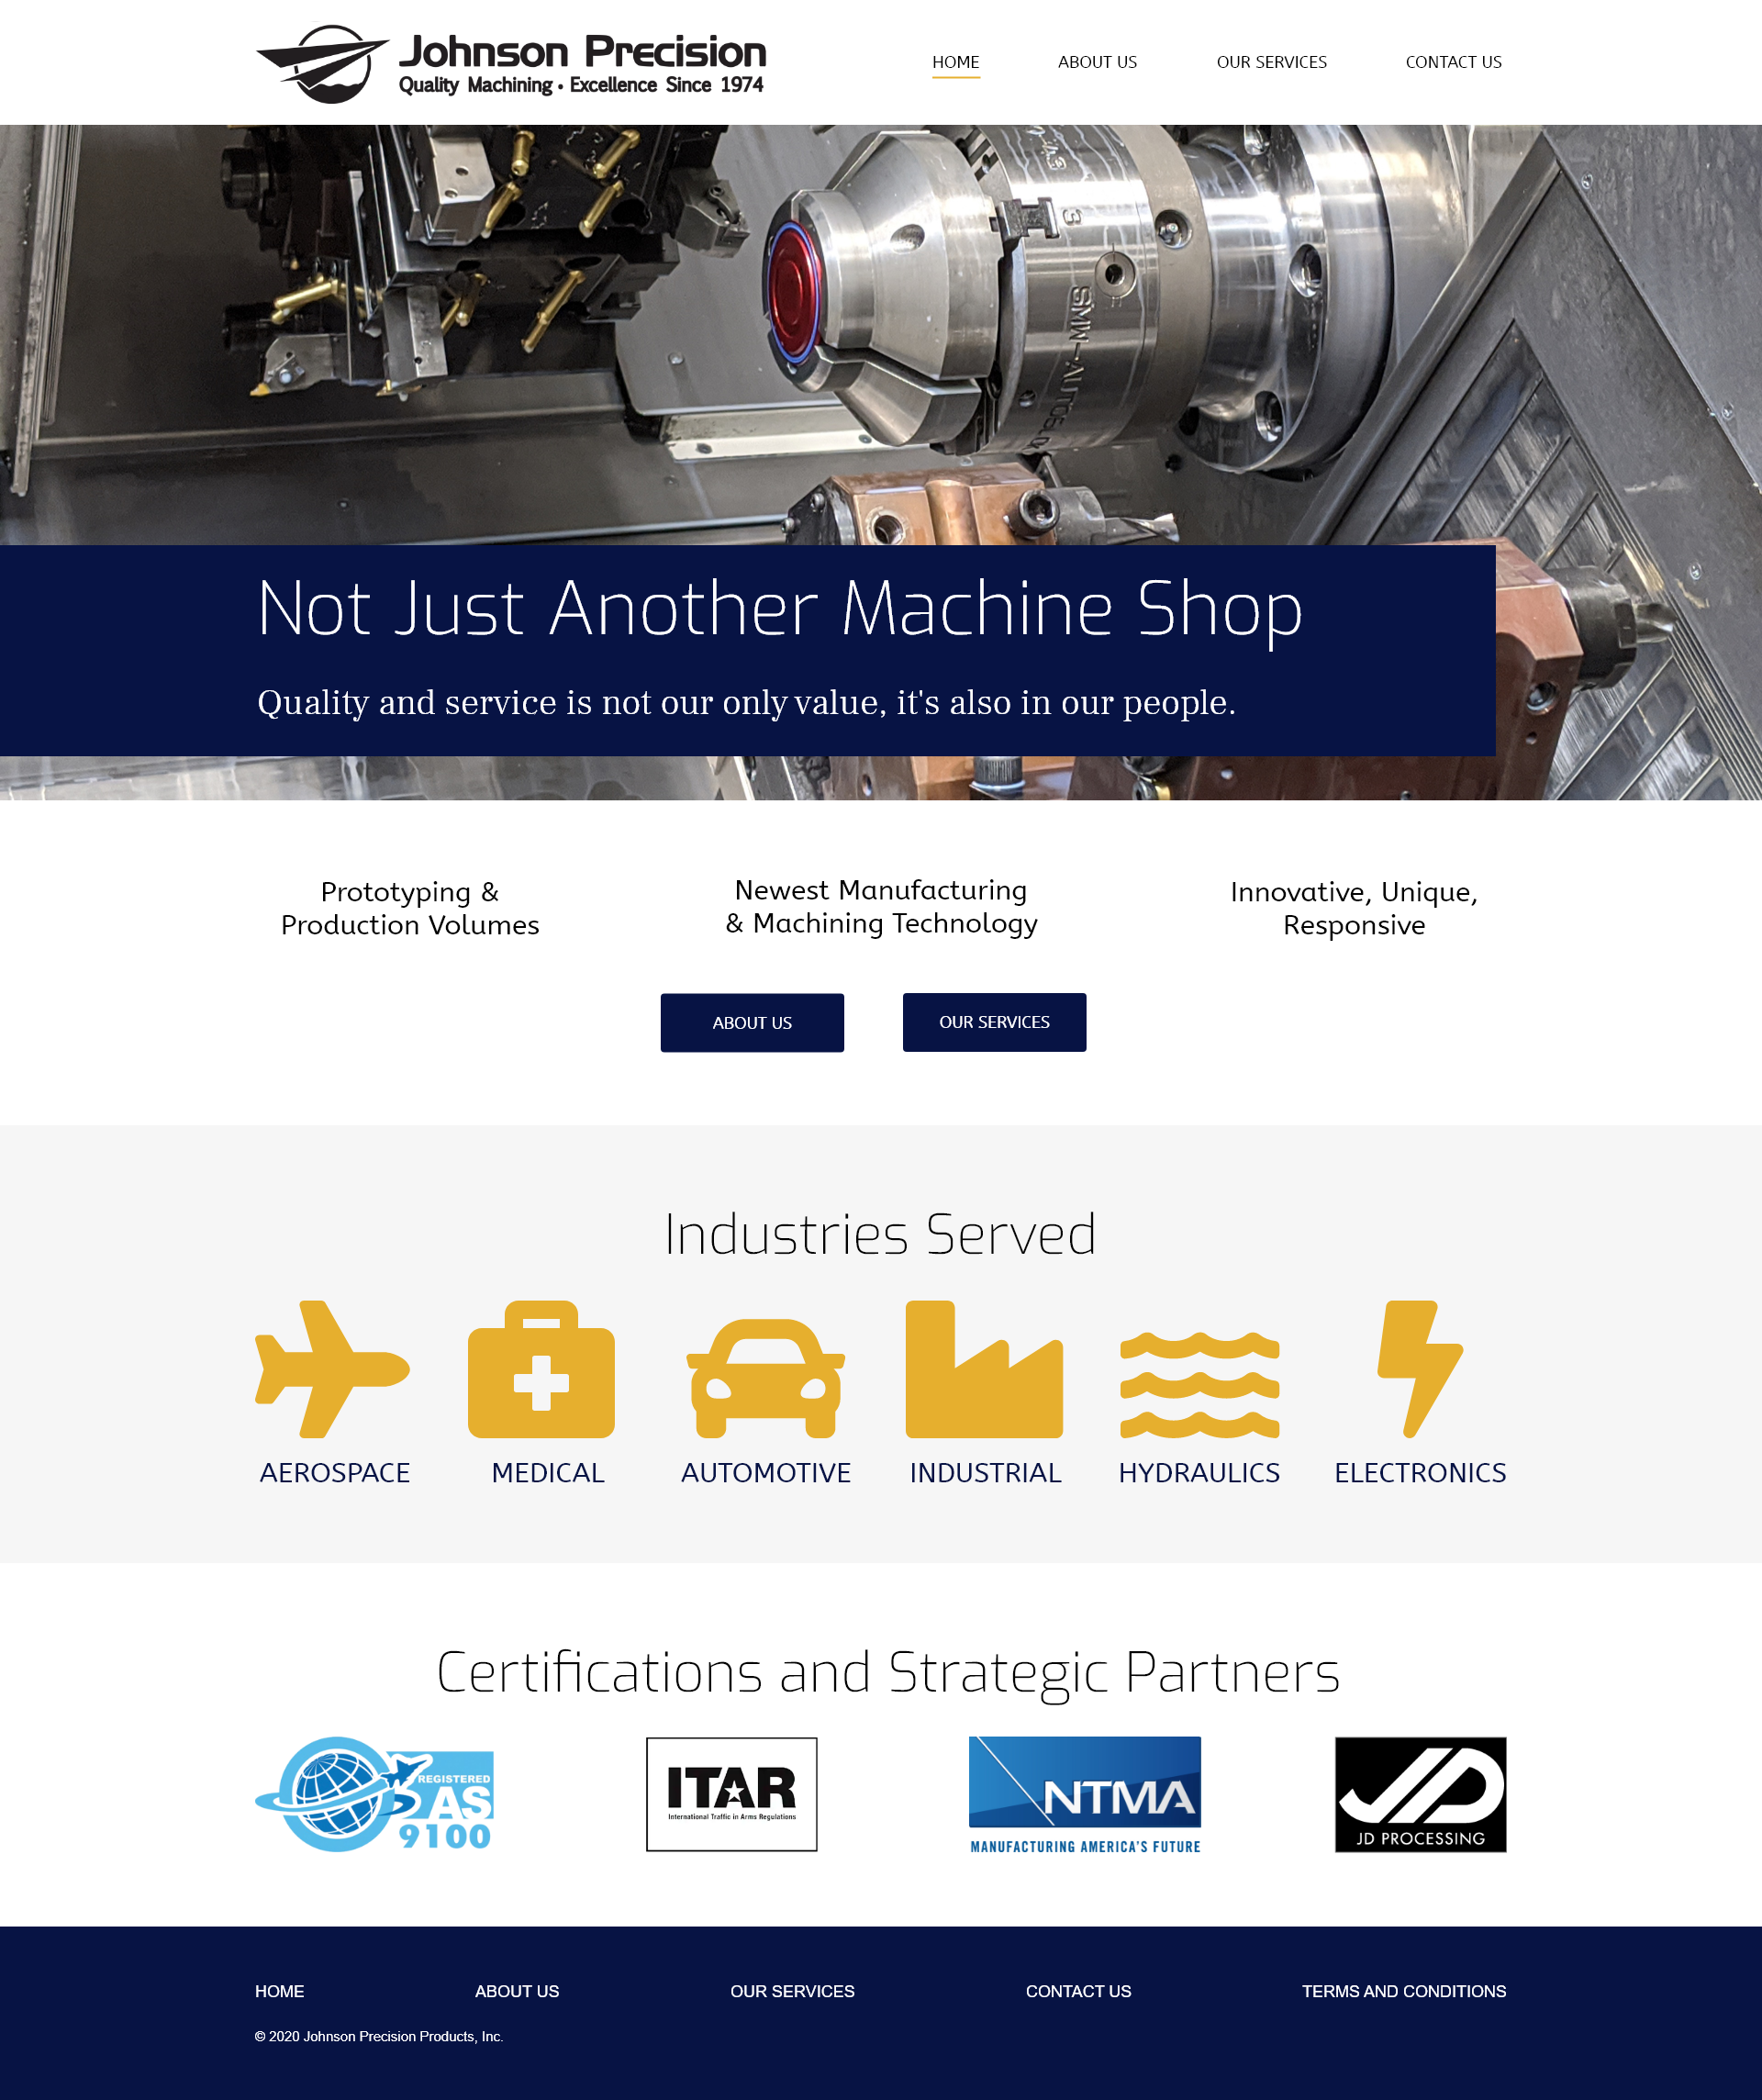 Johnson Precision
Quality Machining • Excellence Since 1974
HOME
ABOUT US
OUR SERVICES
CONTACT US
3
SMW-AUTOBLOK
Not Just Another Machine Shop
Quality and service is not our only value, it's also in our people.
Prototyping &
Production Volumes
Newest Manufacturing
& Machining Technology
Innovative, Unique,
Responsive
ABOUT US
OUR SERVICES
Industries Served
AEROSPACE
MEDICAL
AUTOMOTIVE
INDUSTRIAL
HYDRAULICS
ELECTRONICS
Certifications and Strategic Partners
REGISTERED
AS
9100
ITAR
International Traffic in Arms Regulations
NTMA
MANUFACTURING AMERICA'S FUTURE
JD
JD PROCESSING
HOME
ABOUT US
OUR SERVICES
CONTACT US
TERMS AND CONDITIONS
© 2020 Johnson Precision Products, Inc.